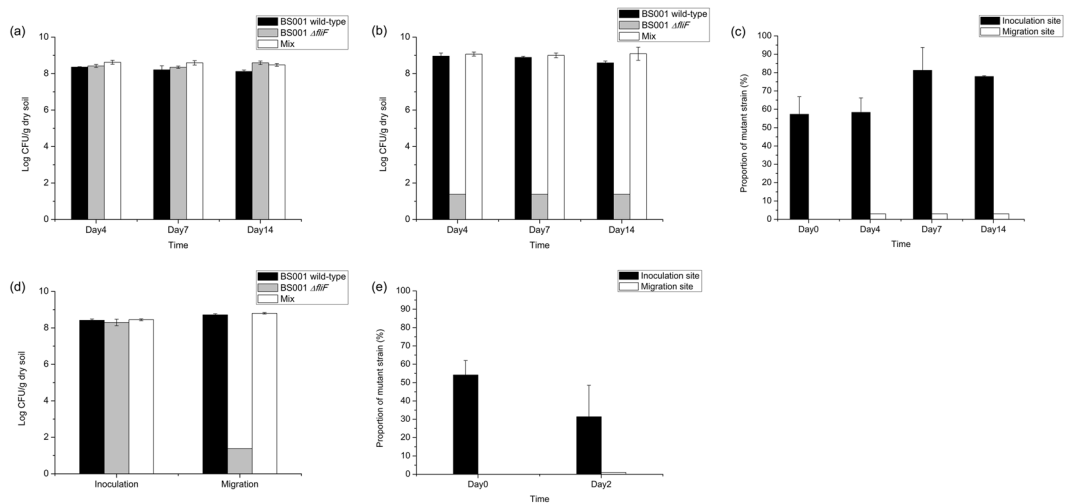 (a)
BS001 wild-type
BS001 ΔfliF
Mix
10
8
6
4
2
0
Log CFU/g dry soil
Day4 Day7 Day14
Time
(b)
BS001 wild-type
BS001 ΔfliF
Mix
10
8
6
4
2
0
Log CFU/g dry soil
Day4 Day7 Day14
Time
(c)
Inoculation site
Migration site
100
90
80
70
60
50
40
30
20
10
0
Proportion of mutant strain (%)
Day0 Day4 Day7 Day14
Time
(d)
BS001 wild-type
BS001 ΔfliF
Mix
10
8
6
4
2
0
Log CFU/g dry soil
Inoculation Migration
(e)
Inoculation site
Migration site
100
90
80
70
60
50
40
30
20
10
0
Proportion of mutant strain (%)
Day0 Day2
Time